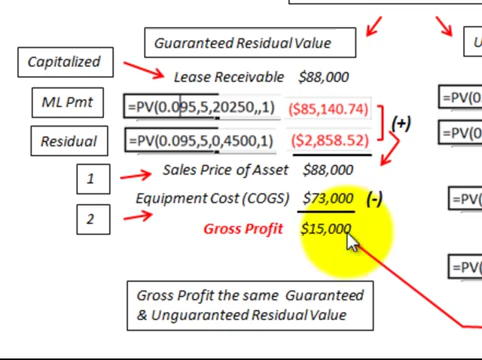 Guaranteed Residual Value
U
Capitalized
Lease Receivable $88,000
ML Pmt =PV(0.095,5,20250,,1) ($85,140.74) =PV(0
(+)
Residual =PV(0.095,5,0,4500,1) ($2,858.52) =PV(0.
1 Sales Price of Asset $88,000
Equipment Cost (COGS) $73,000 (-) =PV(
2
Gross Profit $15,000
=PV(
Gross Profit the same Guaranteed
& Unguaranteed Residual Value